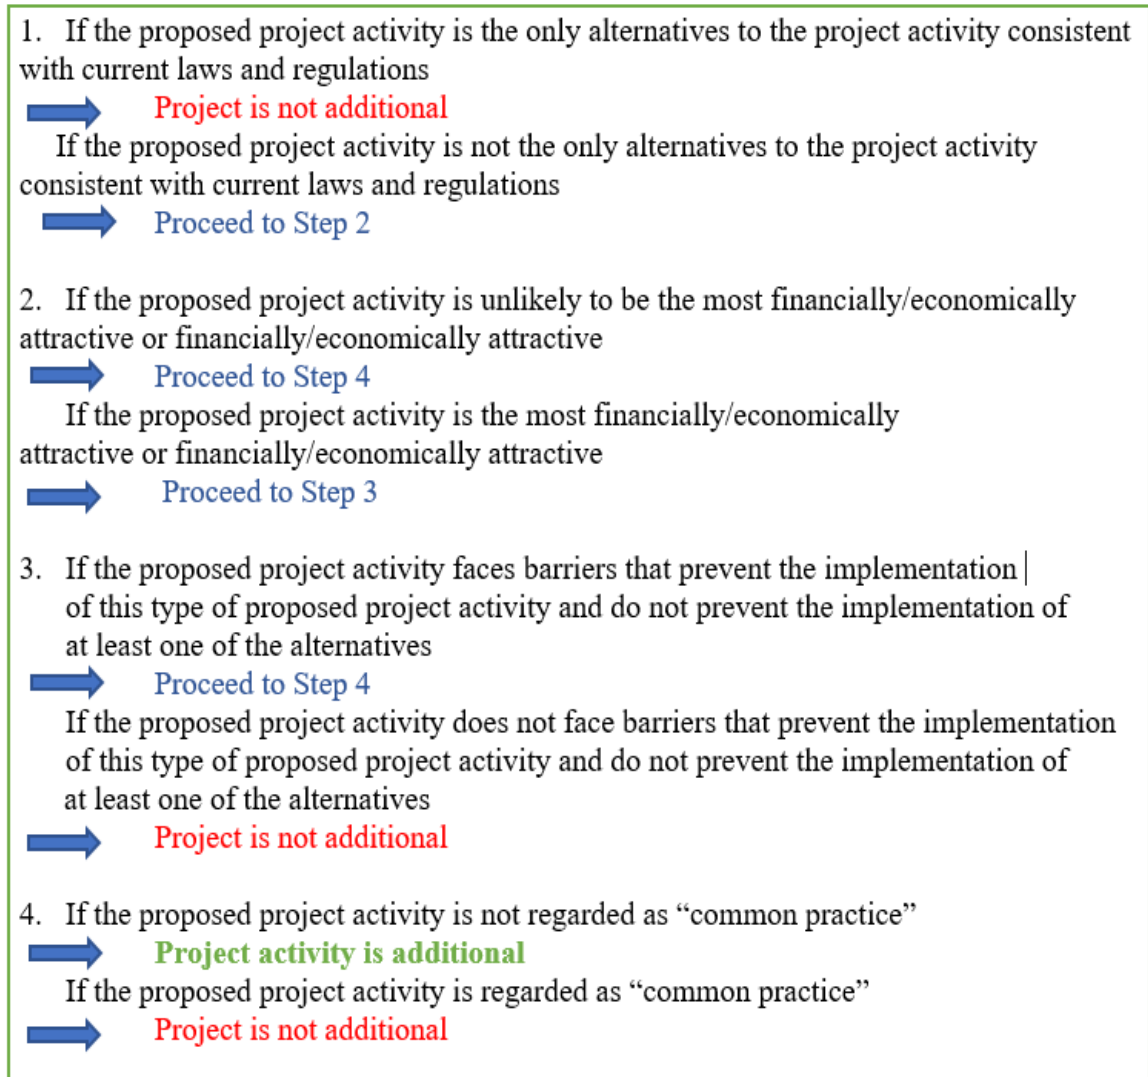 1. If the proposed project activity is the only alternatives to the project activity consistent
with current laws and regulations
Project is not additional
If the proposed project activity is not the only alternatives to the project activity
consistent with current laws and regulations
Proceed to Step 2
2. If the proposed project activity is unlikely to be the most financially/economically
attractive or financially/economically attractive
Proceed to Step 4
If the proposed project activity is the most financially/economically
attractive or financially/economically attractive
Proceed to Step 3
3. If the proposed project activity faces barriers that prevent the implementation
of this type of proposed project activity and do not prevent the implementation of
at least one of the alternatives
Proceed to Step 4
If the proposed project activity does not face barriers that prevent the implementation
of this type of proposed project activity and do not prevent the implementation of
at least one of the alternatives
Project is not additional
4. If the proposed project activity is not regarded as “common practice”
Project activity is additional
If the proposed project activity is regarded as “common practice”
Project is not additional